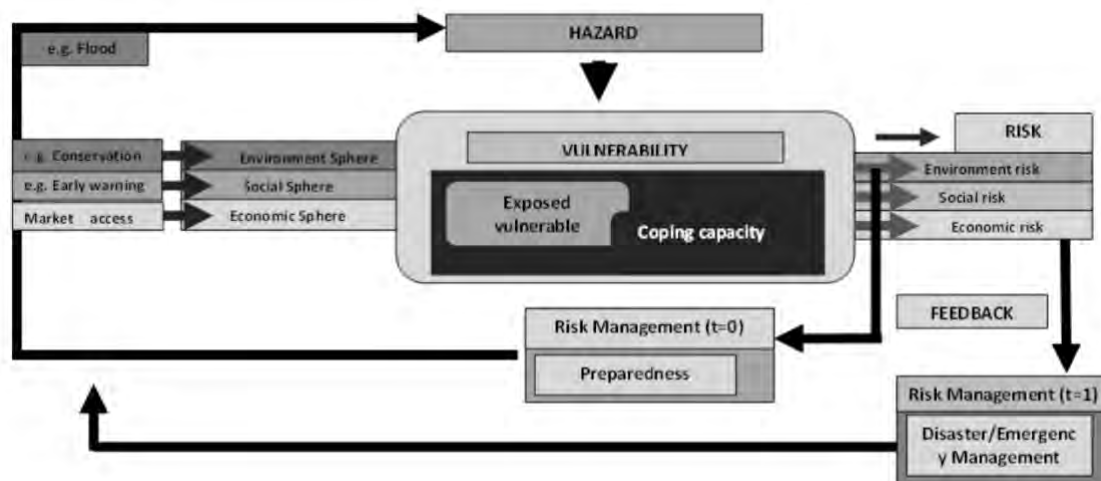 HAZARD
e.g. Flood
VULNERABILITY
RISK
e.g. Conservation
Environment Sphere
Environment risk
e.g. Early warning
Social Sphere
Social risk
Market access
Economic Sphere
Economic risk
Exposed
vulnerable
Coping capacity
FEEDBACK
Risk Management (t=0)
Preparedness
Risk Management (t=1)
Disaster/Emergenc
y Management